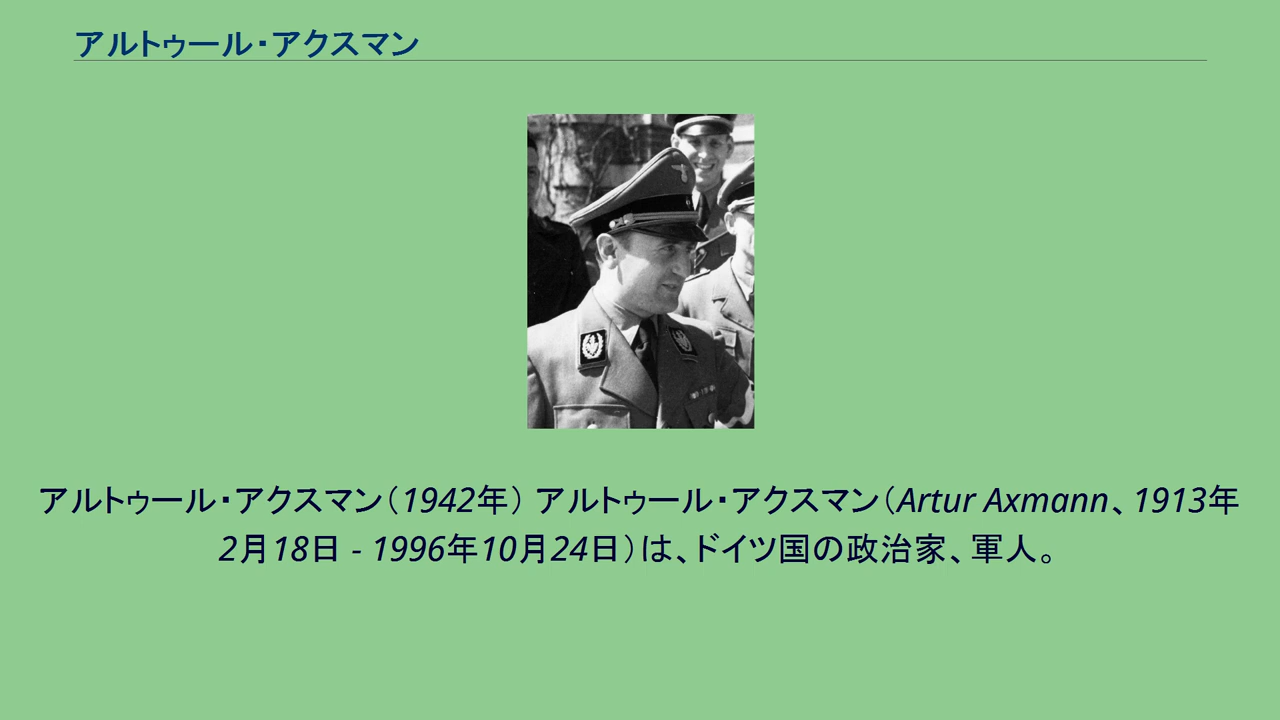 アルトゥール・アクスマン
アルトゥール・アクスマン（1942年） アルトゥール・アクスマン（Artur Axmann、1913年
2月18日 - 1996年10月24日）は、ドイツ国の政治家、軍人。